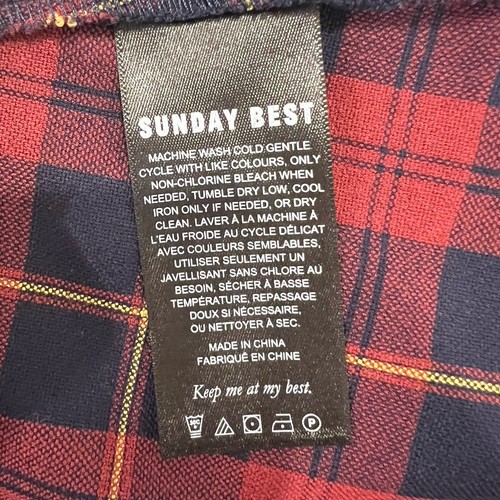 SUNDAY BEST
MACHINE WASH COLD GENTLE
CYCLE WITH LIKE COLOURS, ONLY
NON-CHLORINE BLEACH WHEN
NEEDED, TUMBLE DRY LOW, COOL
IRON ONLY IF NEEDED, OR DRY
CLEAN. LAVER À LA MACHINE À
L'EAU FROIDE AU CYCLE DÉLICAT
AVEC COULEURS SEMBLABLES,
UTILISER SEULEMENT UN
JAVELLISANT SANS CHLORE AU
BESOIN, SÉCHER À BASSE
TEMPÉRATURE, REPASSAGE
DOUX SI NÉCESSAIRE,
OU NETTOYER À SEC.
MADE IN CHINA
FABRIQUÉ EN CHINE
Keep me at my best.
30C P